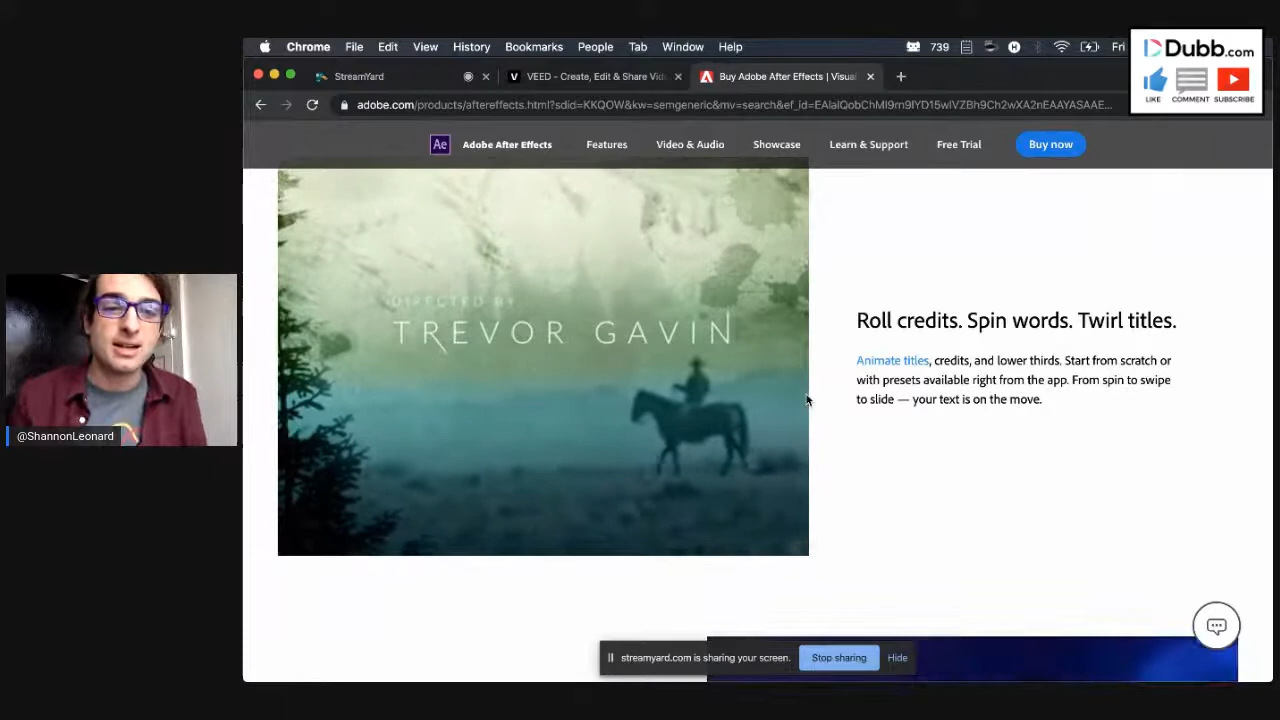 Chrome File Edit View History Bookmarks People Tab Window Help 739 Fri
Dubb.com
LIKE COMMENT SUBSCRIBE
StreamYard
VEED - Create, Edit & Share Vid
Buy Adobe After Effects | Visual
adobe.com/products/aftereffects.html?sdid=KKQOW&kw=semgeneric&mv=search&ef_id=EAIaIQobChMI9m9IYD15wIVZBh9Ch2wXA2nEAAYASAAE...
Ae Adobe After Effects Features Video & Audio Showcase Learn & Support Free Trial Buy now
DIRECTED BY
TREVOR GAVIN
Roll credits. Spin words. Twirl titles.
Animate titles, credits, and lower thirds. Start from scratch or
with presets available right from the app. From spin to swipe
to slide — your text is on the move.
@ShannonLeonard
streamyard.com is sharing your screen. Stop sharing Hide